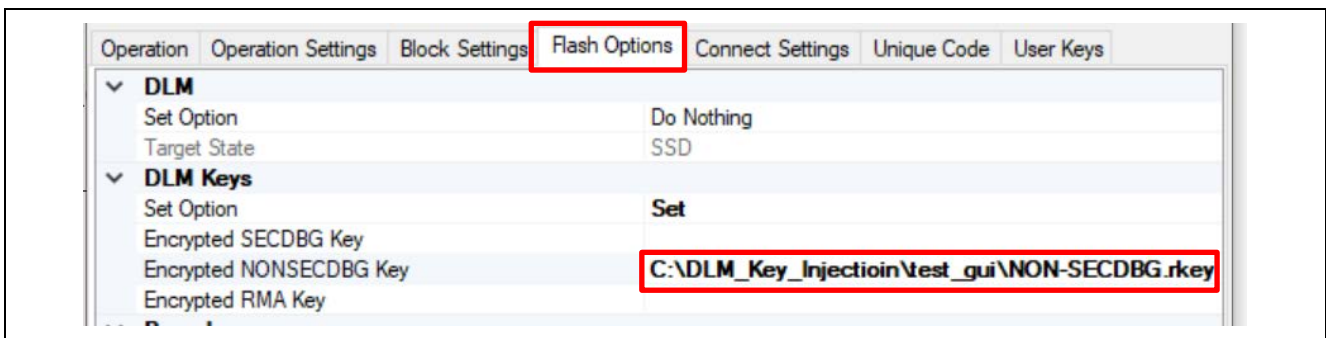 Operation Operation Settings Block Settings Flash Options Connect Settings Unique Code User Keys
DLM
Set Option Do Nothing
Target State SSD
DLM Keys
Set Option Set
Encrypted SECDBG Key
Encrypted NONSECDBG Key C:\DLM_Key_Injectioin\test_gui\NON-SECDBG.rkey
Encrypted RMA Key